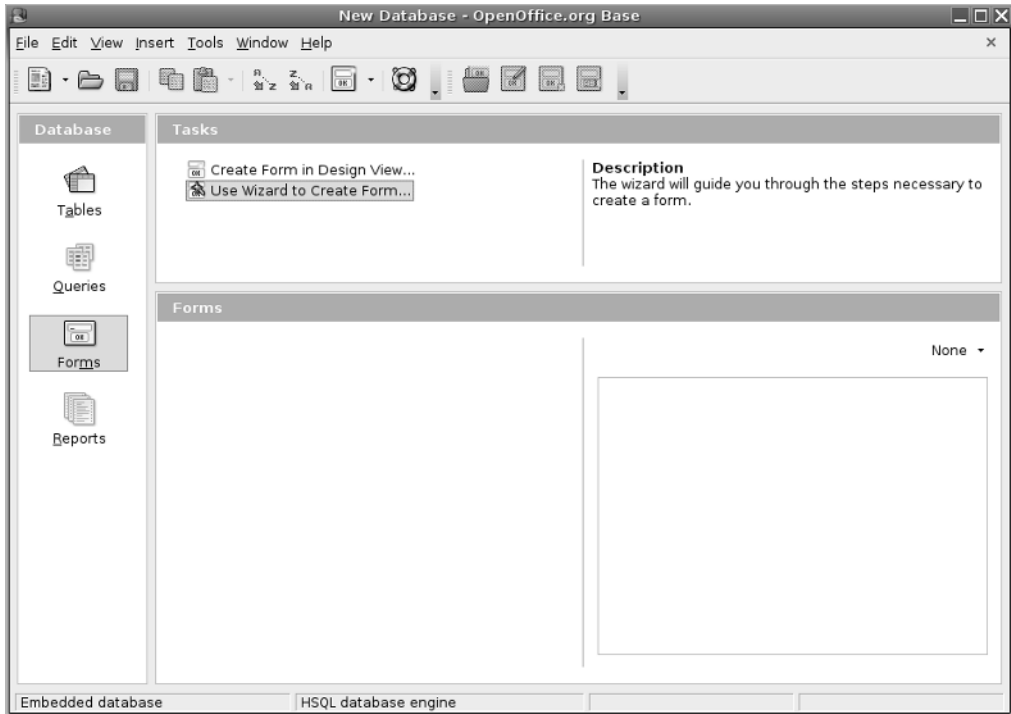 New Database - OpenOffice.org Base
File Edit View Insert Tools Window Help
Database
Tables
Queries
Forms
Reports
Tasks
Create Form in Design View...
Use Wizard to Create Form...
Description
The wizard will guide you through the steps necessary to
create a form.
Forms
None
Embedded database
HSQL database engine